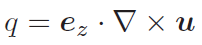 q = e_z · ∇ × u